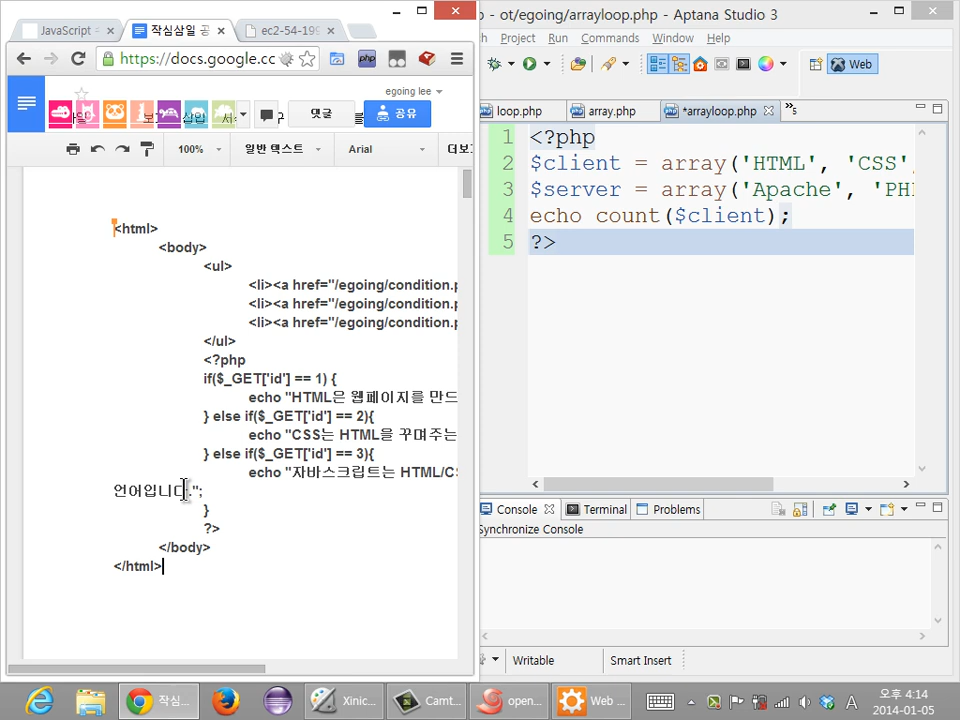 JavaScript =
작심삼일 공
ec2-54-199
https://docs.google.cc
php
egoing lee
삽입
댓글
공유
100%
일반 텍스트
Arial
더보
<html>
<body>
<ul>
<li><a href="/egoing/condition.p
<li><a href="/egoing/condition.p
<li><a href="/egoing/condition.p
</ul>
<?php
if($_GET['id'] == 1) {
echo "HTML은 웹페이지를 만드
} else if($_GET['id'] == 2){
echo "CSS는 HTML을 꾸며주는
} else if($_GET['id'] == 3){
echo "자바스크립트는 HTML/CS
언어입니다.";
}
?>
</body>
</html>
- ot/egoing/arrayloop.php - Aptana Studio 3
Project Run Commands Window Help
Web
loop.php
array.php
*arrayloop.php
»5
1 <?php
2 $client = array('HTML', 'CSS',
3 $server = array('Apache', 'PHP
4 echo count($client);
5 ?>
Console
Terminal
Problems
Synchronize Console
Writable
Smart Insert
작심...
Xinic...
Camt...
open...
Web ...
A
오후 4:14
2014-01-05